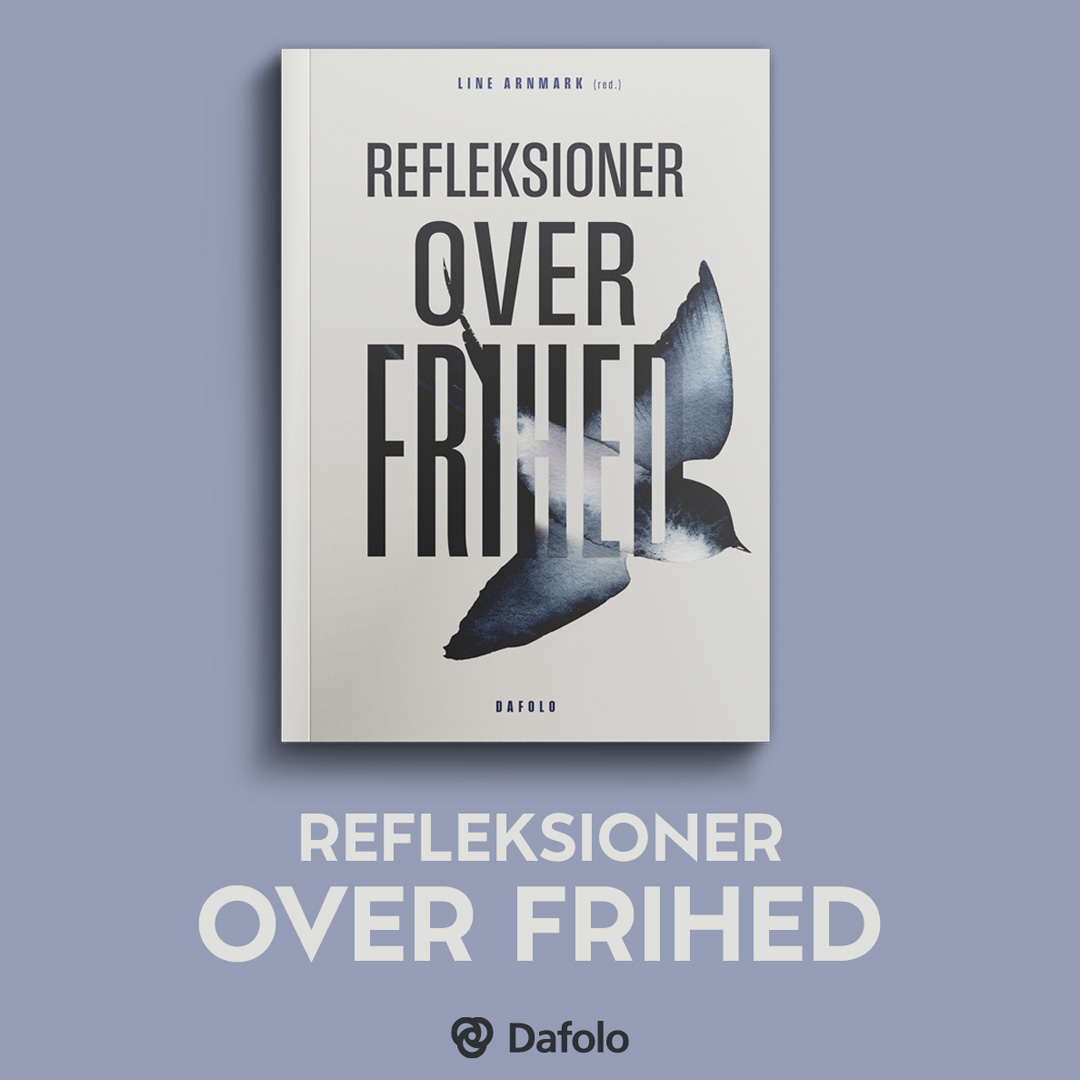 LINE ARNMARK (red.)
REFLEKSIONER
OVER
FRIHED
DAFOLO
REFLEKSIONER
OVER FRIHED
Dafolo